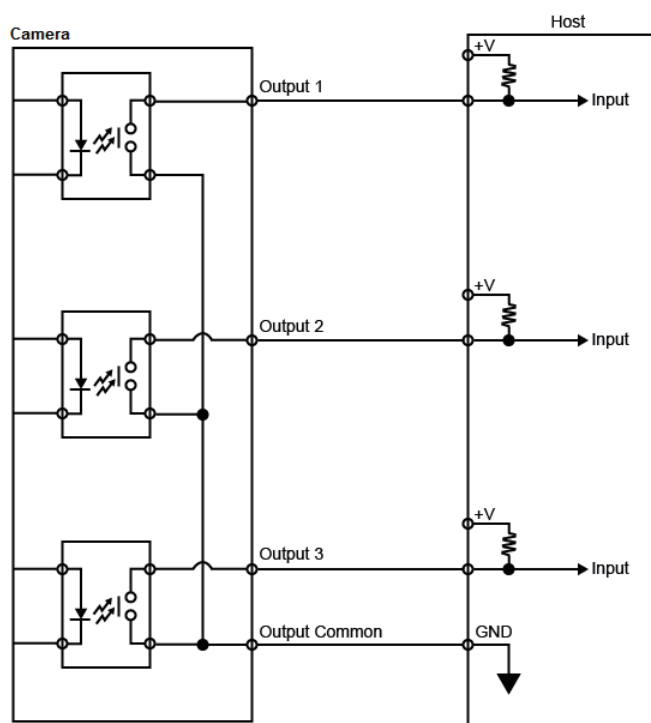 Camera
Host
+V
Output 1
Input
+V
Output 2
Input
+V
Output 3
Input
Output Common
GND